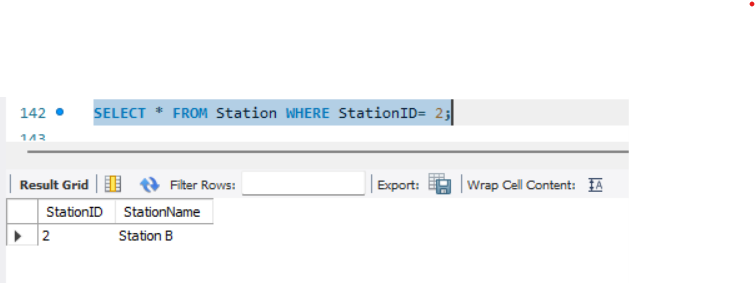 142 SELECT * FROM Station WHERE StationID= 2;
143
Result Grid Filter Rows: Export: Wrap Cell Content: IA
StationID StationName
2 Station B